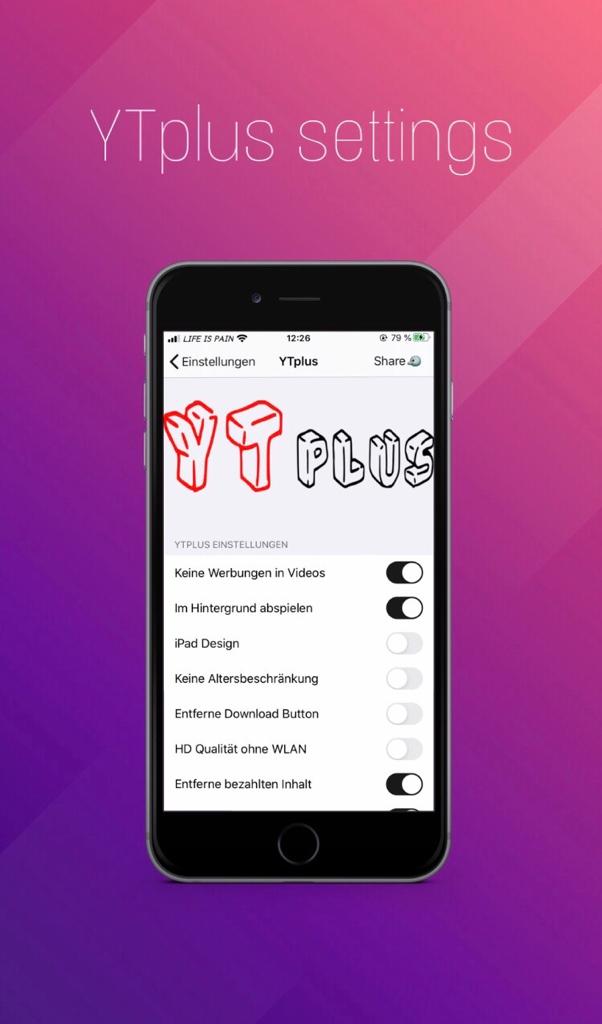 YTplus settings
LIFE IS PAIN 12:26 79 %
Einstellungen YTplus Share
YT PLUS
YTPLUS EINSTELLUNGEN
Keine Werbungen in Videos
Im Hintergrund abspielen
iPad Design
Keine Altersbeschränkung
Entferne Download Button
HD Qualität ohne WLAN
Entferne bezahlten Inhalt